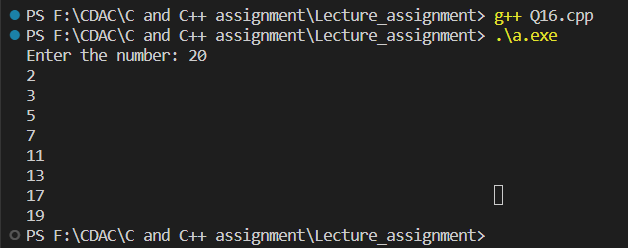 PS F:\CDAC\C and C++ assignment\Lecture_assignment> g++ Q16.cpp
PS F:\CDAC\C and C++ assignment\Lecture_assignment> .\a.exe
Enter the number: 20
2
3
5
7
11
13
17
19
PS F:\CDAC\C and C++ assignment\Lecture_assignment>